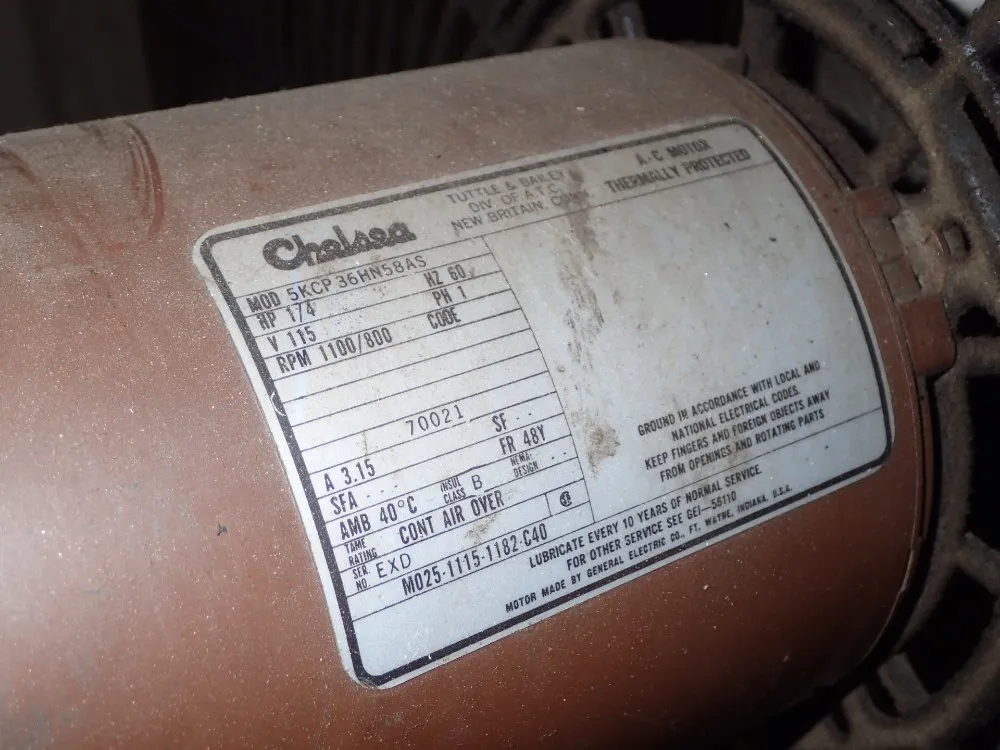 Chelsea
TUTTLE & BAILEY
DIV. OF A.T.C.
NEW BRITAIN, CONN.
A-C MOTOR
THERMALLY PROTECTED
MOD 5KCP36HN58AS
HP 1/4 HZ 60
V 115 PH 1
RPM 1100/800 CODE
70021
A 3.15 SF
SFA FR 48Y
AMB 40°C INSUL CLASS B NEMA DESIGN
TIME RATING CONT AIR OVER
SER. NO. EXD
M025-1115-1182-C40
GROUND IN ACCORDANCE WITH LOCAL AND
NATIONAL ELECTRICAL CODES.
KEEP FINGERS AND FOREIGN OBJECTS AWAY
FROM OPENINGS AND ROTATING PARTS
LUBRICATE EVERY 10 YEARS OF NORMAL SERVICE
FOR OTHER SERVICE SEE GEI-56110
MOTOR MADE BY GENERAL ELECTRIC CO., FT. WAYNE, INDIANA, U.S.A.